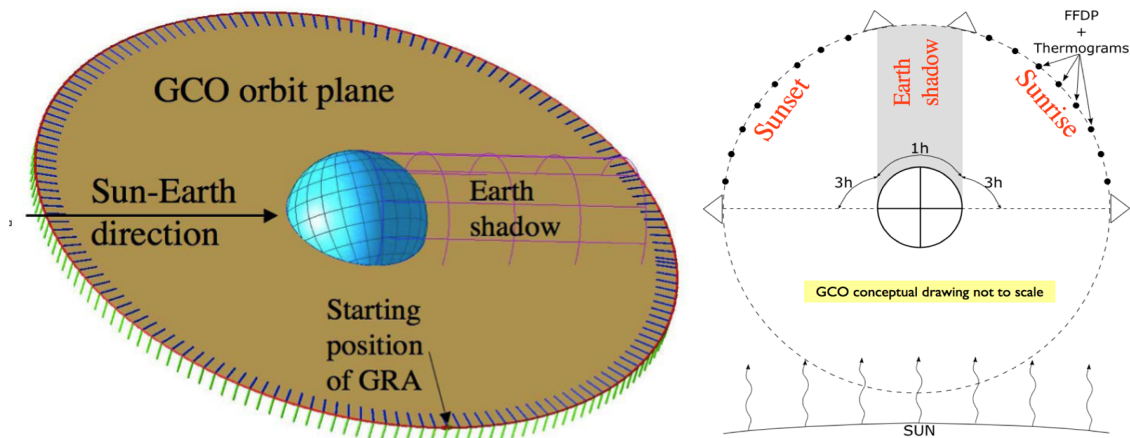 GCO orbit plane
Sun-Earth
direction
Earth
shadow
Starting
position
of GRA
FFDP
+
Thermograms
Sunset
Earth
shadow
Sunrise
1h
3h
3h
GCO conceptual drawing not to scale
SUN